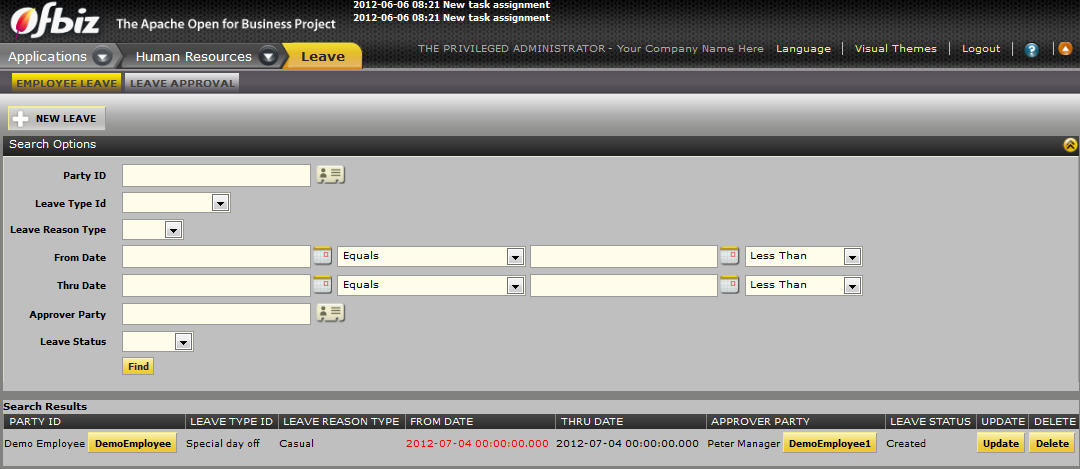 2012-06-06 08:21 New task assignment
2012-06-06 08:21 New task assignment
Ofbiz The Apache Open for Business Project
THE PRIVILEGED ADMINISTRATOR - Your Company Name Here Language Visual Themes Logout ?
Applications Human Resources Leave
EMPLOYEE LEAVE LEAVE APPROVAL
NEW LEAVE
Search Options
Party ID
Leave Type Id
Leave Reason Type
From Date Equals Less Than
Thru Date Equals Less Than
Approver Party
Leave Status
Find
Search Results
PARTY ID LEAVE TYPE ID LEAVE REASON TYPE FROM DATE THRU DATE APPROVER PARTY LEAVE STATUS UPDATE DELETE
Demo Employee DemoEmployee Special day off Casual 2012-07-04 00:00:00.000 2012-07-04 00:00:00.000 Peter Manager DemoEmployee1 Created Update Delete